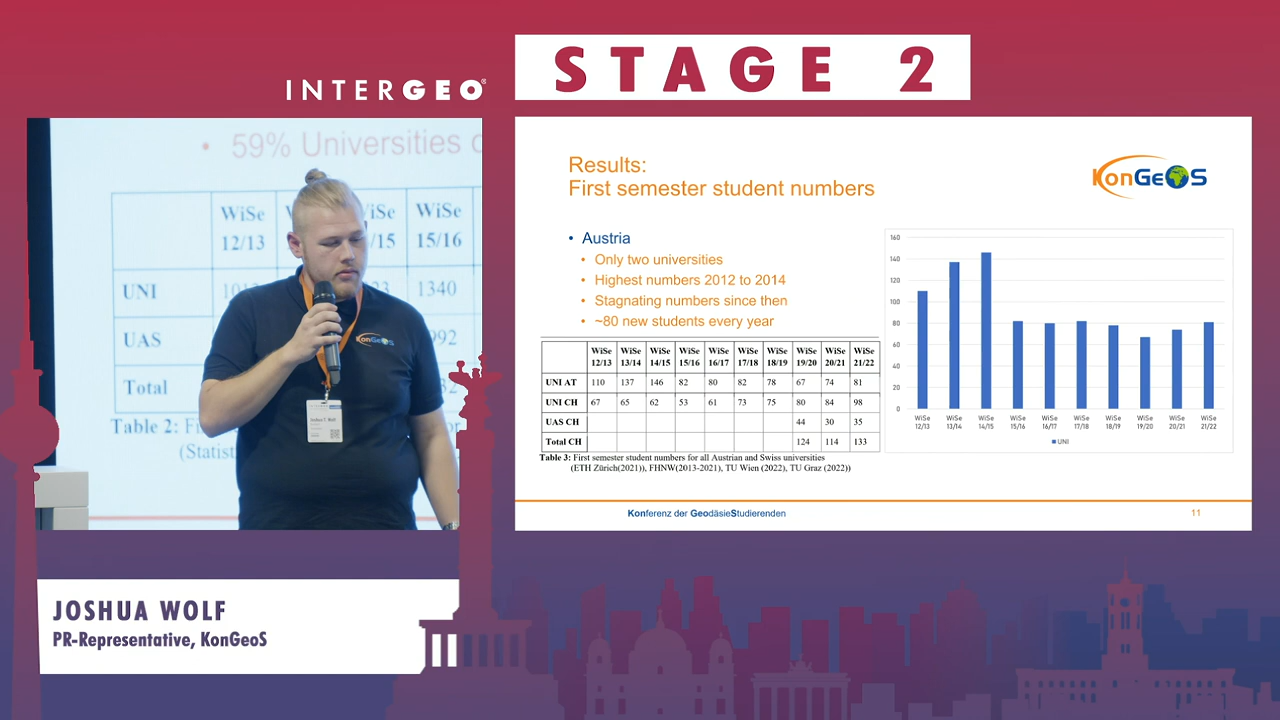 STAGE 2
INTERGEO®
• 59% Universities
WiSe
12/13
WiSe
15/16
UNI
1340
UAS
992
Total
Table 2:
(Statist
KonGeoS
Joshua T. Wolf
Results:
First semester student numbers
KonGeoS
• Austria
• Only two universities
• Highest numbers 2012 to 2014
• Stagnating numbers since then
• ~80 new students every year
WiSe 12/13 WiSe 13/14 WiSe 14/15 WiSe 15/16 WiSe 16/17 WiSe 17/18 WiSe 18/19 WiSe 19/20 WiSe 20/21 WiSe 21/22
UNI AT 110 137 146 82 80 82 78 67 74 81
UNI CH 67 65 62 53 61 73 75 80 84 98
UAS CH 44 30 35
Total CH 124 114 133
Table 3: First semester student numbers for all Austrian and Swiss universities
(ETH Zürich(2021)), FHNW(2013-2021), TU Wien (2022), TU Graz (2022))
160
140
120
100
80
60
40
20
0
WiSe 12/13 WiSe 13/14 WiSe 14/15 WiSe 15/16 WiSe 16/17 WiSe 17/18 WiSe 18/19 WiSe 19/20 WiSe 20/21 WiSe 21/22
UNI
Konferenz der GeodäsieStudierenden
11
JOSHUA WOLF
PR-Representative, KonGeoS